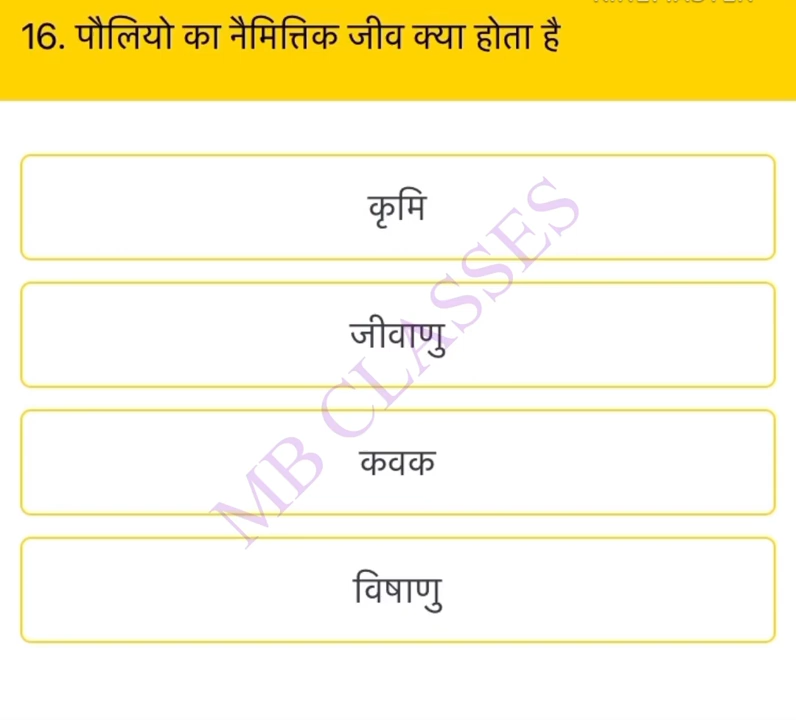 16. पौलियो का नैमित्तिक जीव क्या होता है
कृमि
जीवाणु
कवक
विषाणु
MB CLASSES